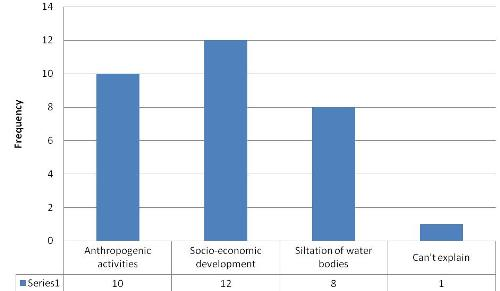 14
12
10
8
6
4
2
0
Frequency
Anthropogenic activities
Socio-economic development
Siltation of water bodies
Can't explain
Series1 10 12 8 1